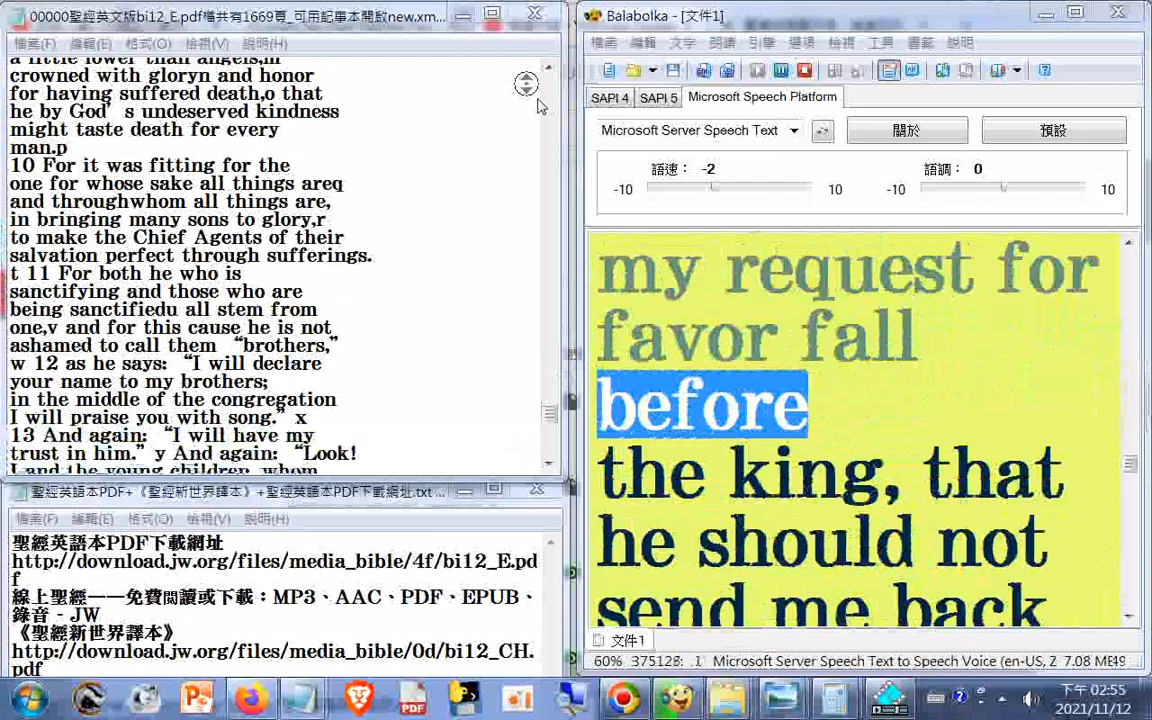 00000聖經英文版bi12_E.pdf檔共有1669頁_可用記事本開啟new.xm...
檔案(F) 編輯(E) 格式(O) 檢視(V) 說明(H)
a little lower than angels,m
crowned with gloryn and honor
for having suffered death,o that
he by God’s undeserved kindness
might taste death for every
man.p
10 For it was fitting for the
one for whose sake all things areq
and throughwhom all things are,
in bringing many sons to glory,r
to make the Chief Agents of their
salvation perfect through sufferings.
t 11 For both he who is
sanctifying and those who are
being sanctifiedu all stem from
one,v and for this cause he is not
ashamed to call them “brothers,”
w 12 as he says: “I will declare
your name to my brothers;
in the middle of the congregation
I will praise you with song.” x
13 And again: “I will have my
trust in him.” y And again: “Look!
I and the young children, whom
聖經英語本PDF+《聖經新世界譯本》+聖經英語本PDF下載網址.txt ...
檔案(F) 編輯(E) 格式(O) 檢視(V) 說明(H)
聖經英語本PDF下載網址
http://download.jw.org/files/media_bible/4f/bi12_E.pd
f
線上聖經——免費閱讀或下載：MP3、AAC、PDF、EPUB、
錄音 - JW
《聖經新世界譯本》
http://download.jw.org/files/media_bible/0d/bi12_CH.
pdf
Balabolka - [文件1]
檔案 編輯 文字 朗讀 引擎 選項 檢視 工具 書籤 說明
SAPI 4 SAPI 5 Microsoft Speech Platform
Microsoft Server Speech Text 關於 預設
語速： -2 語調： 0
-10 10 -10 10
my request for
favor fall
before
the king, that
he should not
send me back
文件1
60% Microsoft Server Speech Text to Speech Voice (en-US, Z 7.08 ME
下午 02:55
2021/11/12